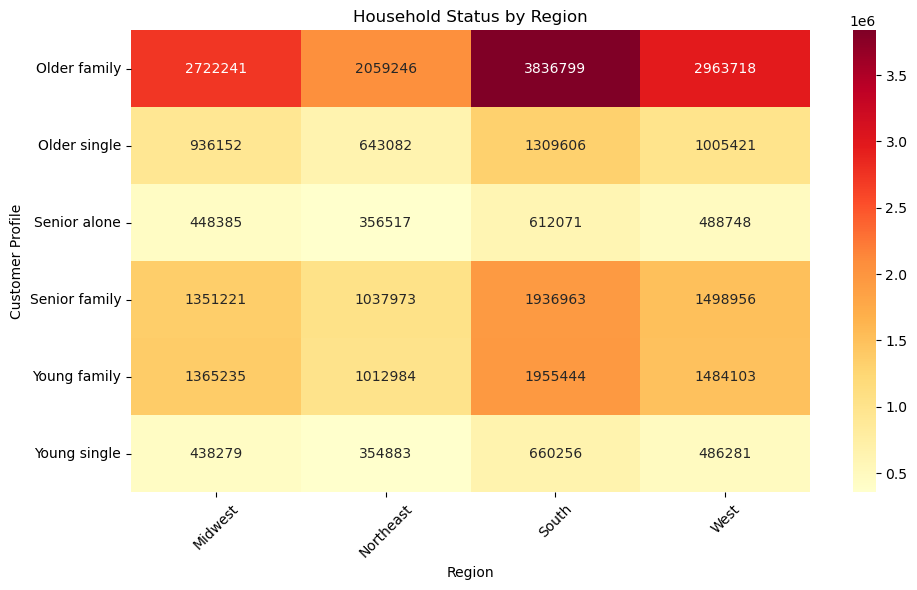 Household Status by Region
1e6
Customer Profile
Older family 2722241 2059246 3836799 2963718
Older single 936152 643082 1309606 1005421
Senior alone 448385 356517 612071 488748
Senior family 1351221 1037973 1936963 1498956
Young family 1365235 1012984 1955444 1484103
Young single 438279 354883 660256 486281
Midwest Northeast South West
Region
3.5
3.0
2.5
2.0
1.5
1.0
0.5